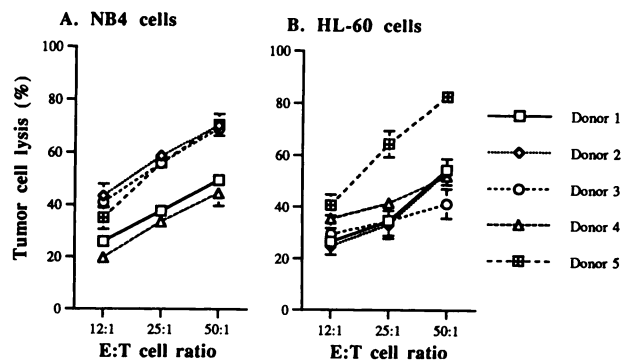 A. NB4 cells
B. HL-60 cells
Tumor cell lysis (%)
100
80
60
40
20
0
12:1 25:1 50:1
E:T cell ratio
100
80
60
40
20
0
12:1 25:1 50:1
E:T cell ratio
Donor 1
Donor 2
Donor 3
Donor 4
Donor 5